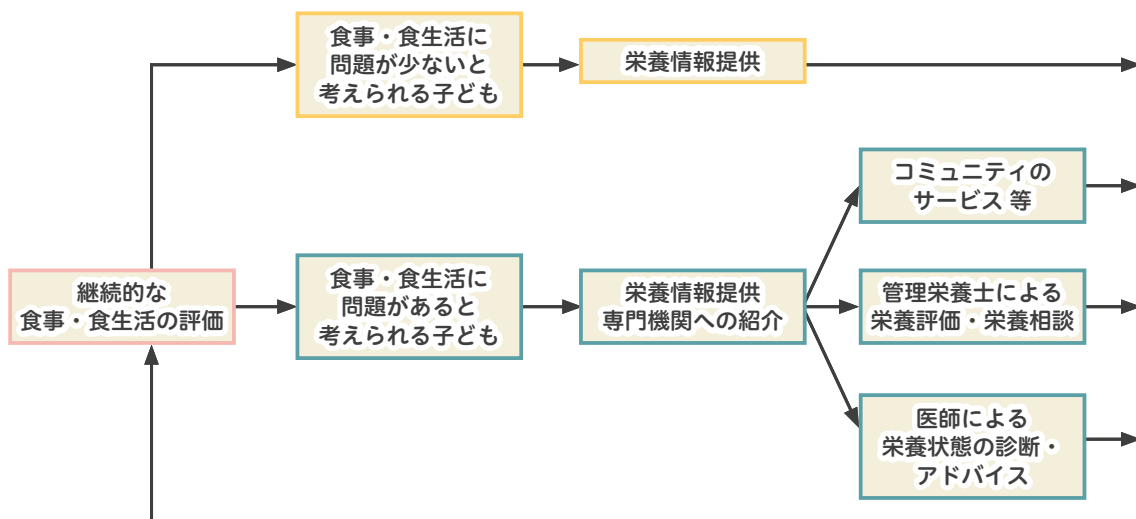 食事・食生活に
問題が少ないと
考えられる子ども
栄養情報提供
コミュニティの
サービス 等
継続的な
食事・食生活の評価
食事・食生活に
問題があると
考えられる子ども
栄養情報提供
専門機関への紹介
管理栄養士による
栄養評価・栄養相談
医師による
栄養状態の診断・
アドバイス